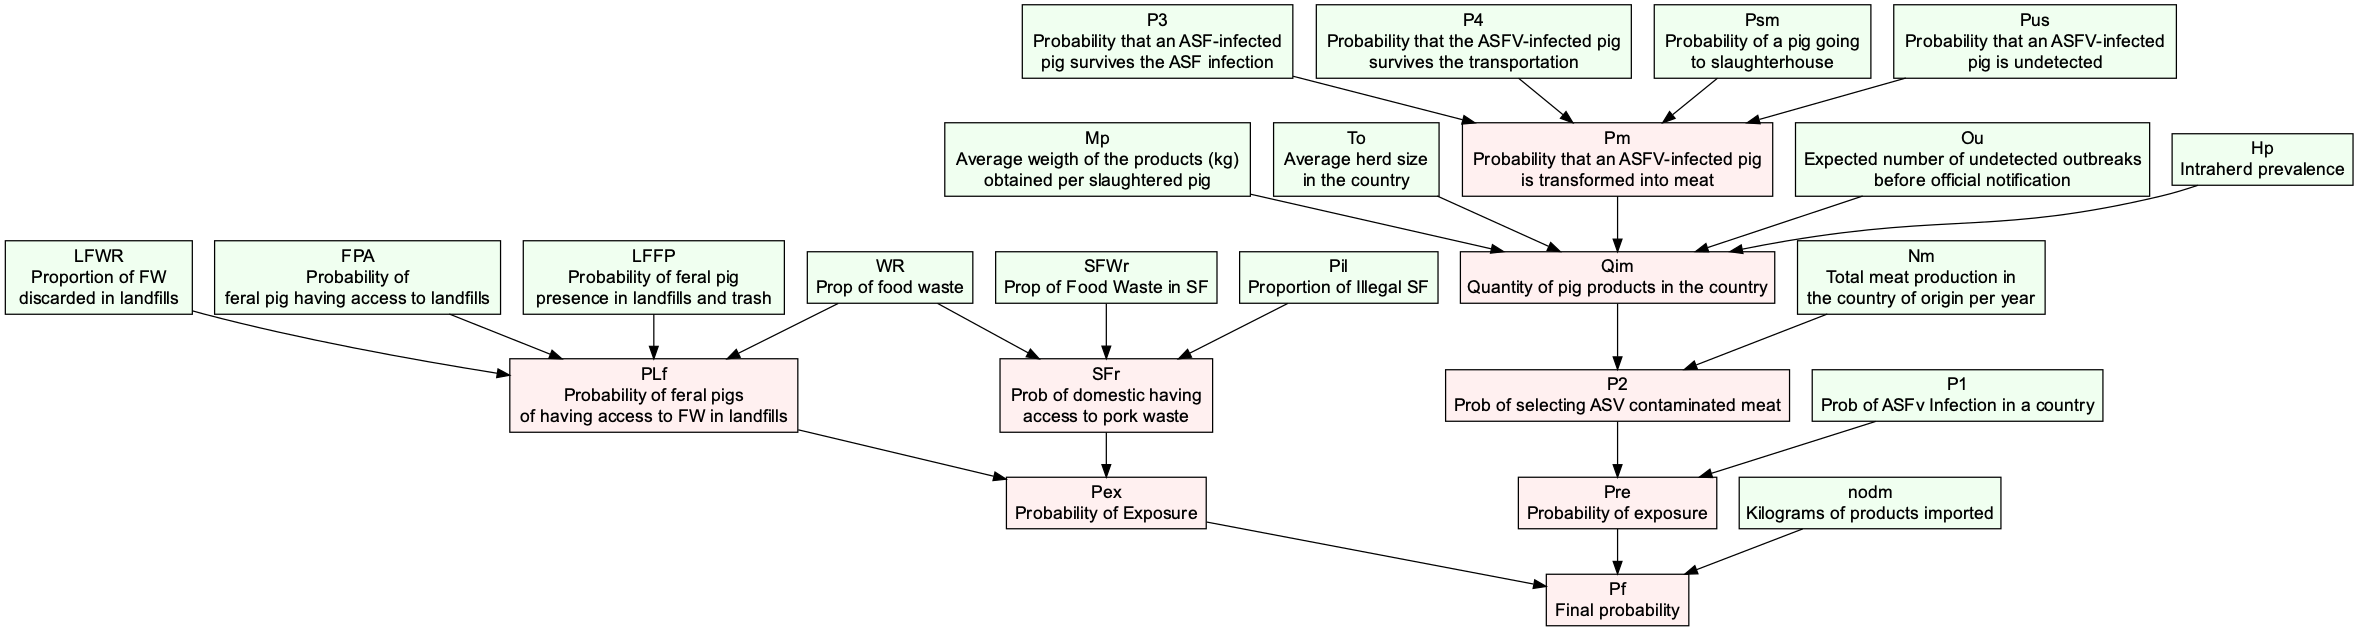 P3
Probability that an ASF-infected
pig survives the ASF infection
P4
Probability that the ASFV-infected pig
survives the transportation
Psm
Probability of a pig going
to slaughterhouse
Pus
Probability that an ASFV-infected
pig is undetected
Mp
Average weigth of the products (kg)
obtained per slaughtered pig
To
Average herd size
in the country
Pm
Probability that an ASFV-infected pig
is transformed into meat
Ou
Expected number of undetected outbreaks
before official notification
Hp
Intraherd prevalence
LFWR
Proportion of FW
discarded in landfills
FPA
Probability of
feral pig having access to landfills
LFFP
Probability of feral pig
presence in landfills and trash
WR
Prop of food waste
SFWr
Prop of Food Waste in SF
Pil
Proportion of Illegal SF
Qim
Quantity of pig products in the country
Nm
Total meat production in
the country of origin per year
PLf
Probability of feral pigs
of having access to FW in landfills
SFr
Prob of domestic having
access to pork waste
P2
Prob of selecting ASV contaminated meat
P1
Prob of ASFv Infection in a country
Pex
Probability of Exposure
Pre
Probability of exposure
nodm
Kilograms of products imported
Pf
Final probability